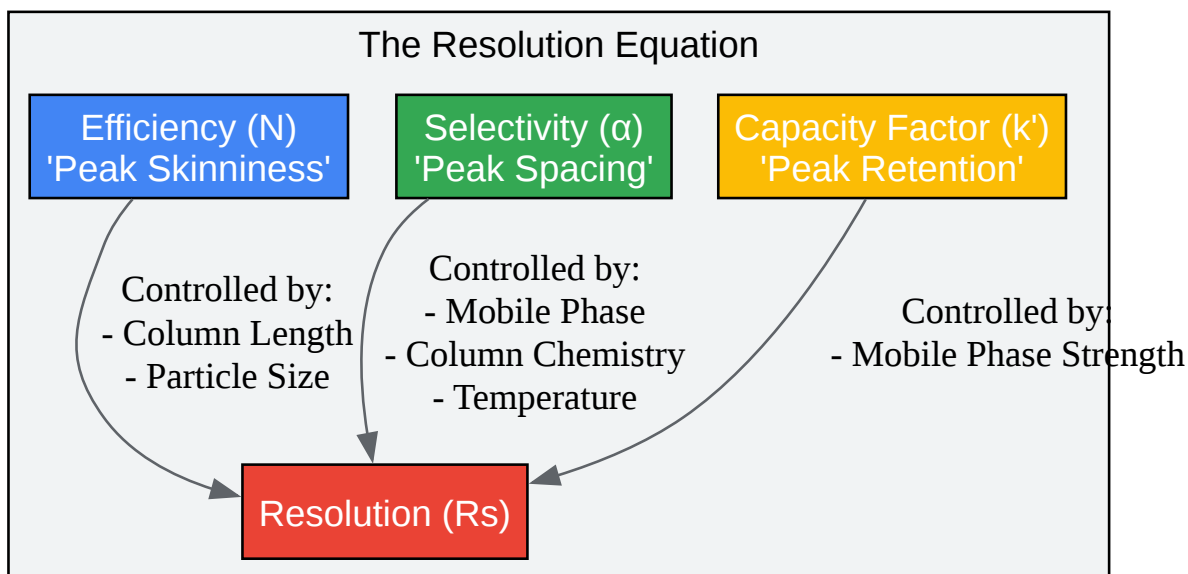 The Resolution Equation
Efficiency (N)
'Peak Skinniness'
Selectivity (α)
'Peak Spacing'
Capacity Factor (k')
'Peak Retention'
Controlled by:
- Column Length
- Particle Size
Controlled by:
- Mobile Phase
- Column Chemistry
- Temperature
Controlled by:
- Mobile Phase Strength
Resolution (Rs)